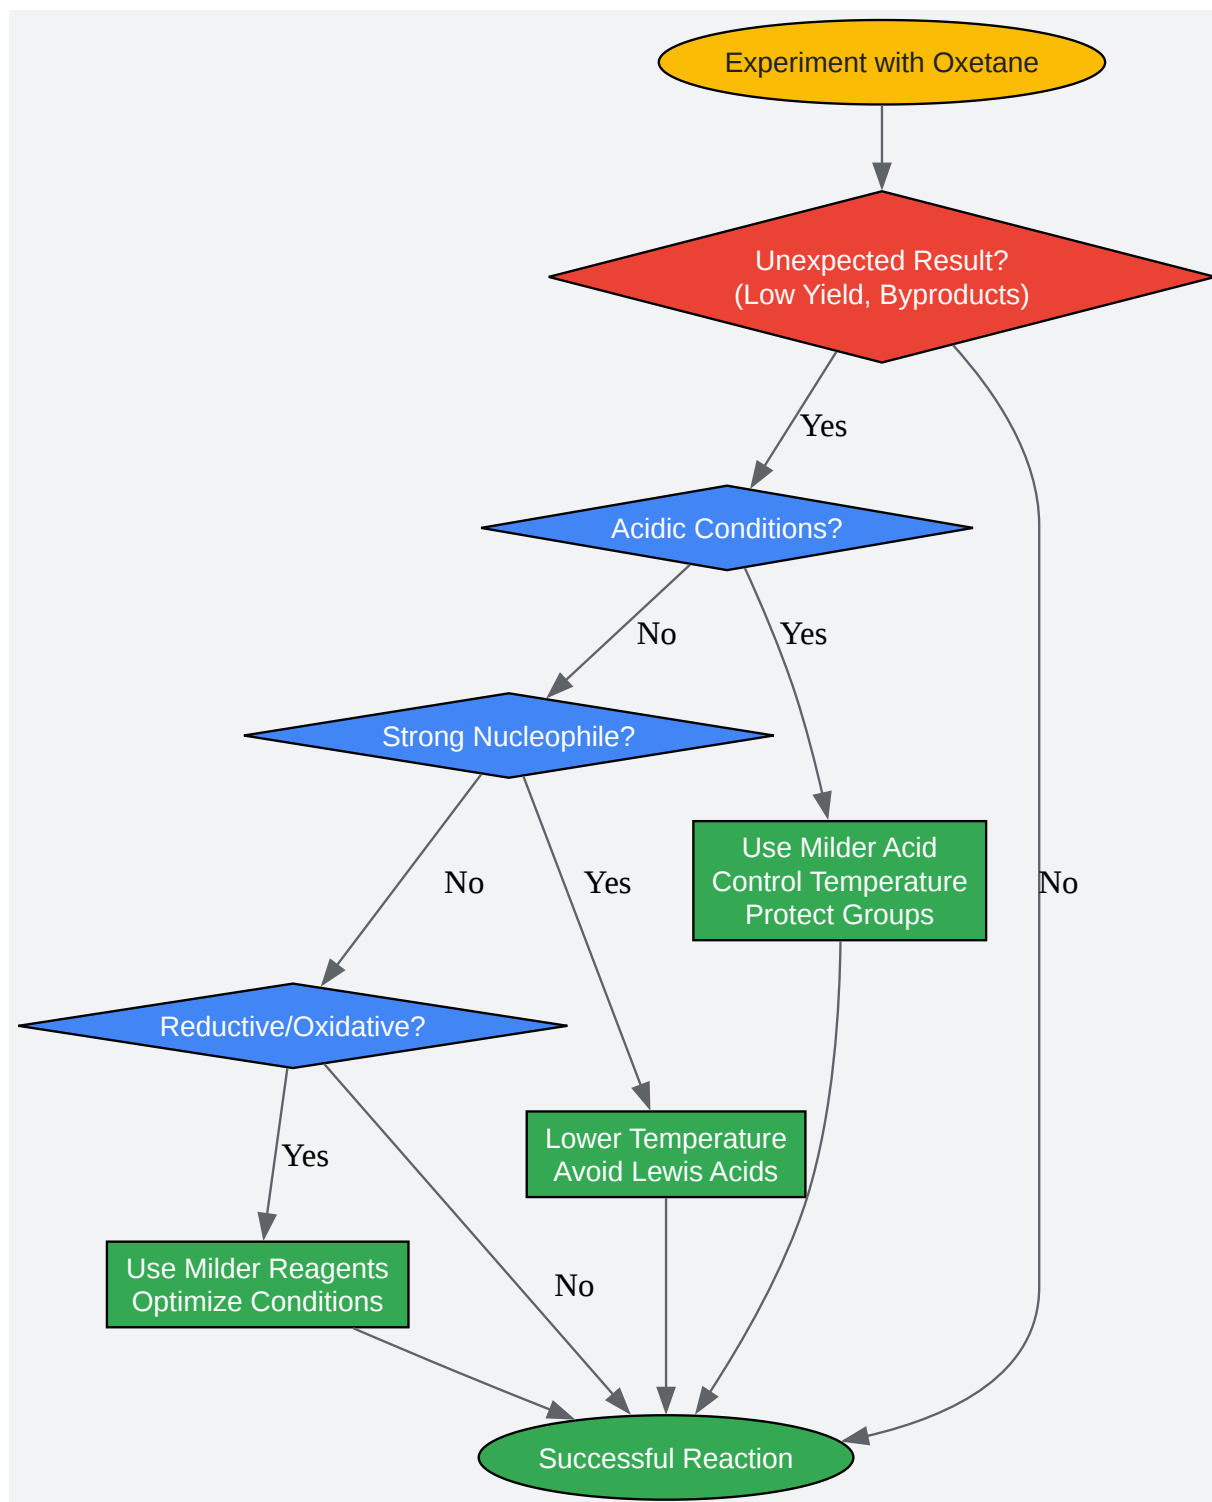 Experiment with Oxetane
Unexpected Result?
(Low Yield, Byproducts)
Yes
Acidic Conditions?
No
Yes
Strong Nucleophile?
Use Milder Acid
Control Temperature
Protect Groups
No
Yes
No
Reductive/Oxidative?
Lower Temperature
Avoid Lewis Acids
Yes
Use Milder Reagents
Optimize Conditions
No
Successful Reaction